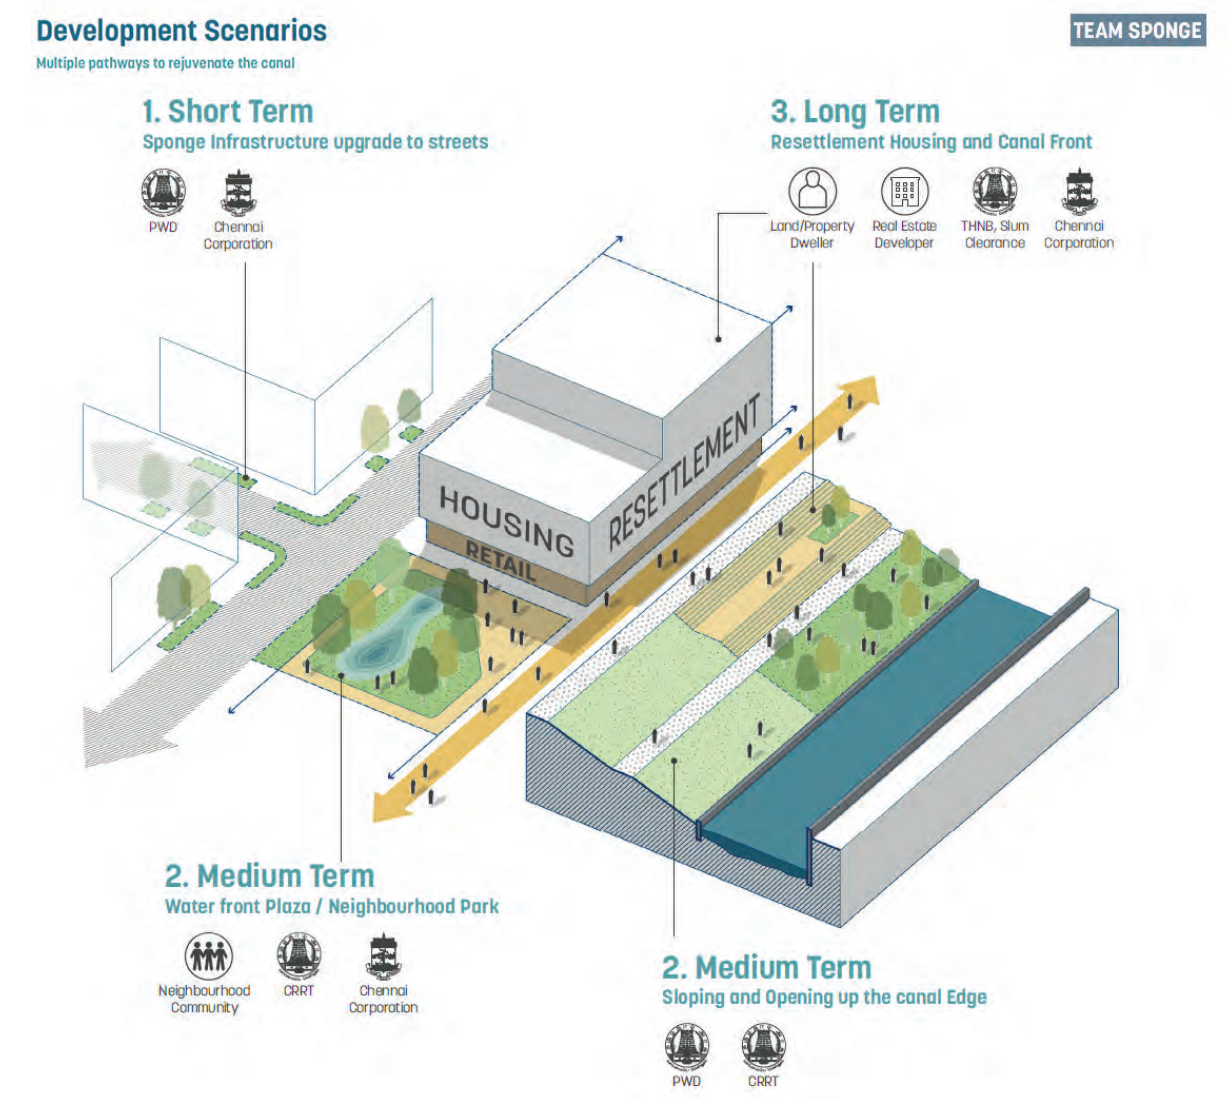 Development Scenarios
Multiple pathways to rejuvenate the canal
TEAM SPONGE
1. Short Term
Sponge Infrastructure upgrade to streets
PWD
Chennai
Corporation
3. Long Term
Resettlement Housing and Canal Front
Land/Property
Dweller
Real Estate
Developer
THNB, Slum
Clearance
Chennai
Corporation
HOUSING
RESETTLEMENT
RETAIL
2. Medium Term
Water front Plaza / Neighbourhood Park
Neighbourhood
Community
CRRT
Chennai
Corporation
2. Medium Term
Sloping and Opening up the canal Edge
PWD
CRRT